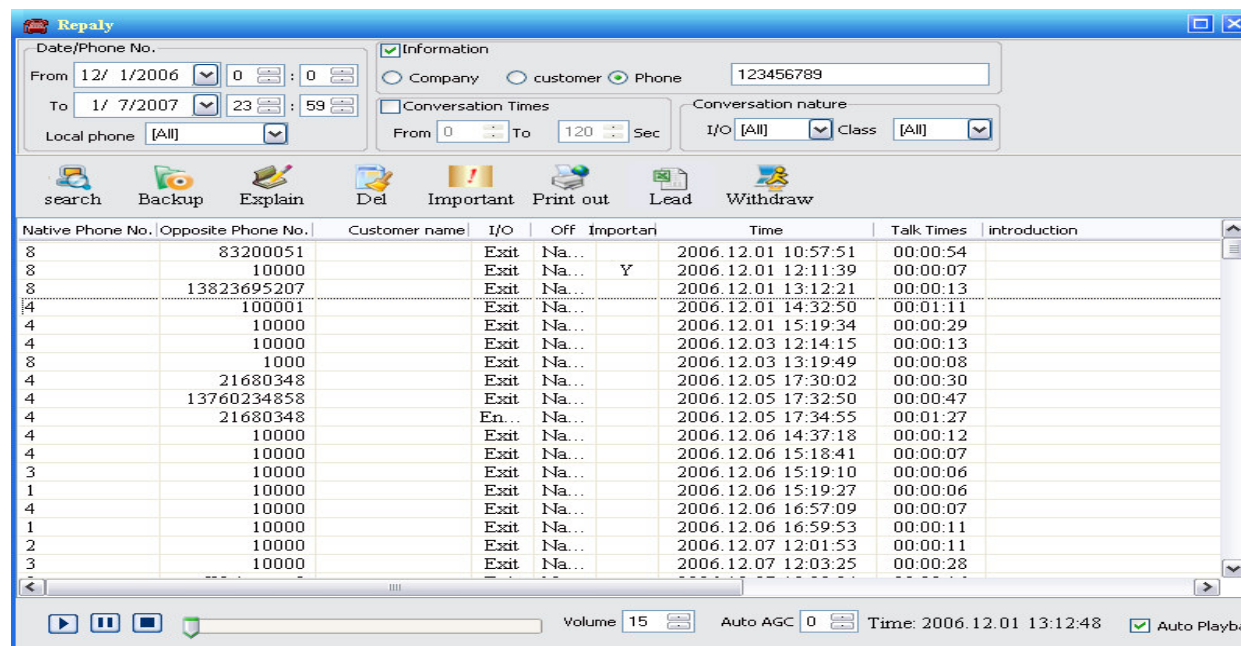 Repaly
Date/Phone No.
From 12/ 1/2006 0 : 0
To 1/ 7/2007 23 : 59
Local phone [All]
Information
Company customer Phone 123456789
Conversation Times
From 0 To 120 Sec
Conversation nature
I/O [All] Class [All]
search Backup Explain Del Important Print out Lead Withdraw
Native Phone No. Opposite Phone No. Customer name I/O Off Importan Time Talk Times introduction
8 83200051 Exit Na... 2006.12.01 10:57:51 00:00:54
8 10000 Exit Na... Y 2006.12.01 12:11:39 00:00:07
8 13823695207 Exit Na... 2006.12.01 13:12:21 00:00:13
4 100001 Exit Na... 2006.12.01 14:32:50 00:01:11
4 10000 Exit Na... 2006.12.01 15:19:34 00:00:29
4 10000 Exit Na... 2006.12.03 12:14:15 00:00:13
8 1000 Exit Na... 2006.12.03 13:19:49 00:00:08
4 21680348 Exit Na... 2006.12.05 17:30:02 00:00:30
4 13760234858 Exit Na... 2006.12.05 17:32:50 00:00:47
4 21680348 En... Na... 2006.12.05 17:34:55 00:01:27
4 10000 Exit Na... 2006.12.06 14:37:18 00:00:12
4 10000 Exit Na... 2006.12.06 15:18:41 00:00:07
3 10000 Exit Na... 2006.12.06 15:19:10 00:00:06
1 10000 Exit Na... 2006.12.06 15:19:27 00:00:06
4 10000 Exit Na... 2006.12.06 16:57:09 00:00:07
1 10000 Exit Na... 2006.12.06 16:59:53 00:00:11
2 10000 Exit Na... 2006.12.07 12:01:53 00:00:11
3 10000 Exit Na... 2006.12.07 12:03:25 00:00:28
Volume 15 Auto AGC 0 Time: 2006.12.01 13:12:48 Auto Playba